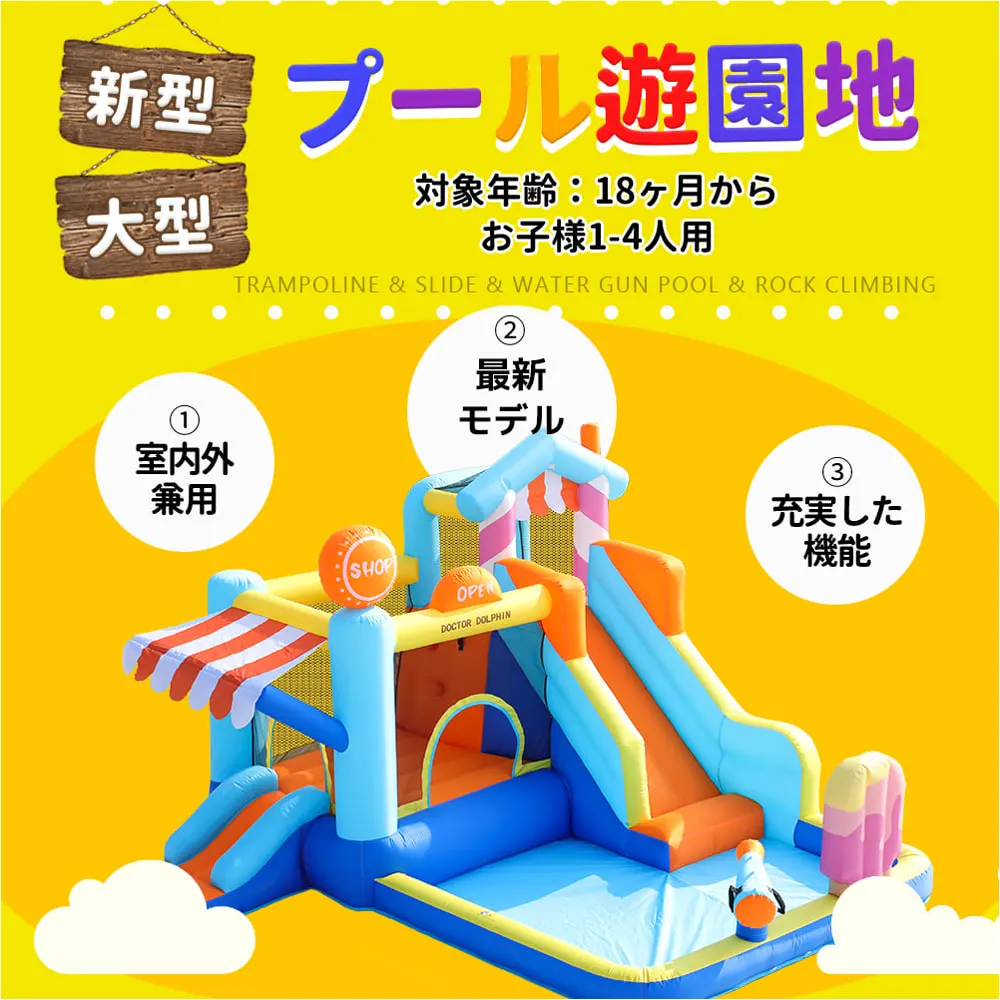 新型
大型
プール遊園地
対象年齢：18ヶ月から
お子様1-4人用
TRAMPOLINE & SLIDE & WATER GUN POOL & ROCK CLIMBING
①
室内外
兼用
②
最新
モデル
③
充実した
機能
SHOP
OPEN
DOCTOR DOLPHIN